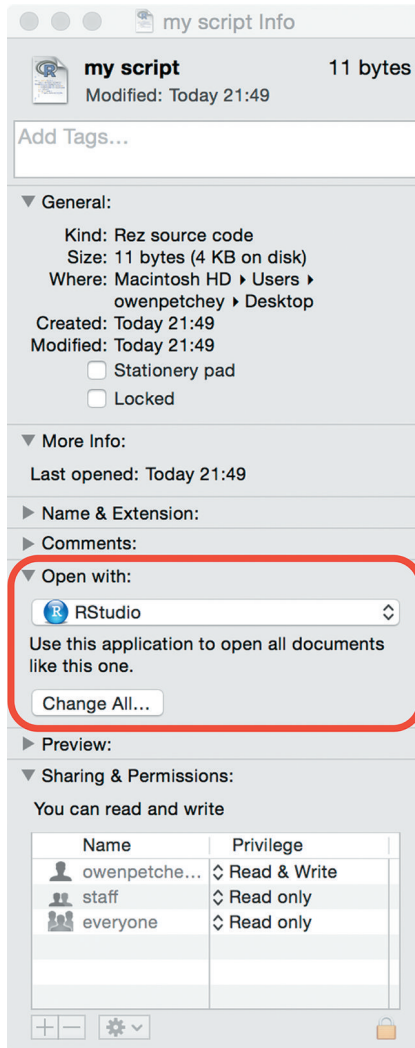 my script Info
my script 11 bytes
Modified: Today 21:49
Add Tags...
General:
Kind: Rez source code
Size: 11 bytes (4 KB on disk)
Where: Macintosh HD ▸ Users ▸
owenpetchey ▸ Desktop
Created: Today 21:49
Modified: Today 21:49
Stationery pad
Locked
More Info:
Last opened: Today 21:49
Name & Extension:
Comments:
Open with:
RStudio
Use this application to open all documents
like this one.
Change All...
Preview:
Sharing & Permissions:
You can read and write
Name Privilege
owenpetche... Read & Write
staff Read only
everyone Read only